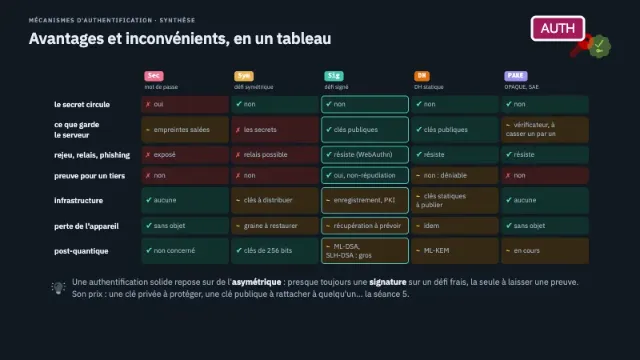 MÉCANISMES D'AUTHENTIFICATION · SYNTHÈSE
Avantages et inconvénients, en un tableau
AUTH
Sec Sym Sig DH PAKE
mot de passe défi symétrique défi signé DH statique OPAQUE, SAE
le secret circule ✗ oui ✔ non ✔ non ✔ non ✔ non
ce que garde
le serveur ~ empreintes salées ✗ les secrets ✔ clés publiques ✔ clés publiques ~ vérificateur, à
casser un par un
rejeu, relais, phishing ✗ exposé ✗ relais possible ✔ résiste (WebAuthn) ✔ résiste ✔ résiste
preuve pour un tiers ✗ non ✗ non ✔ oui, non-répudiation ~ non : déniable ✗ non
infrastructure ✔ aucune ~ clés à distribuer ~ enregistrement, PKI ~ clés statiques
à publier ✔ aucune
perte de l'appareil ✔ sans objet ~ graine à restaurer ~ récupération à prévoir ~ idem ✔ sans objet
post-quantique ✔ non concerné ✔ clés de 256 bits ~ ML-DSA,
SLH-DSA : gros ~ ML-KEM ~ en cours
Une authentification solide repose sur de l'asymétrique : presque toujours une signature sur un défi frais, la seule à laisser une preuve.
Son prix : une clé privée à protéger, une clé publique à rattacher à quelqu'un... la séance 5.